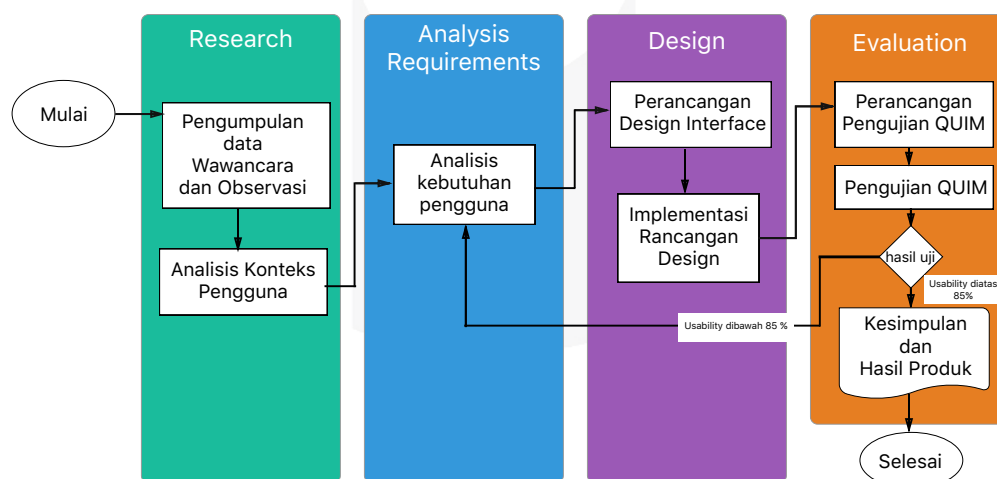 Research
Analysis
Requirements
Design
Evaluation
Mulai
Pengumpulan
data
Wawancara
dan Observasi
Analisis Konteks
Pengguna
Analisis
kebutuhan
pengguna
Perancangan
Design Interface
Implementasi
Rancangan
Design
Perancangan
Pengujian QUIM
Pengujian QUIM
hasil uji
Usability diatas
85%
Usability dibawah 85 %
Kesimpulan
dan
Hasil Produk
Selesai